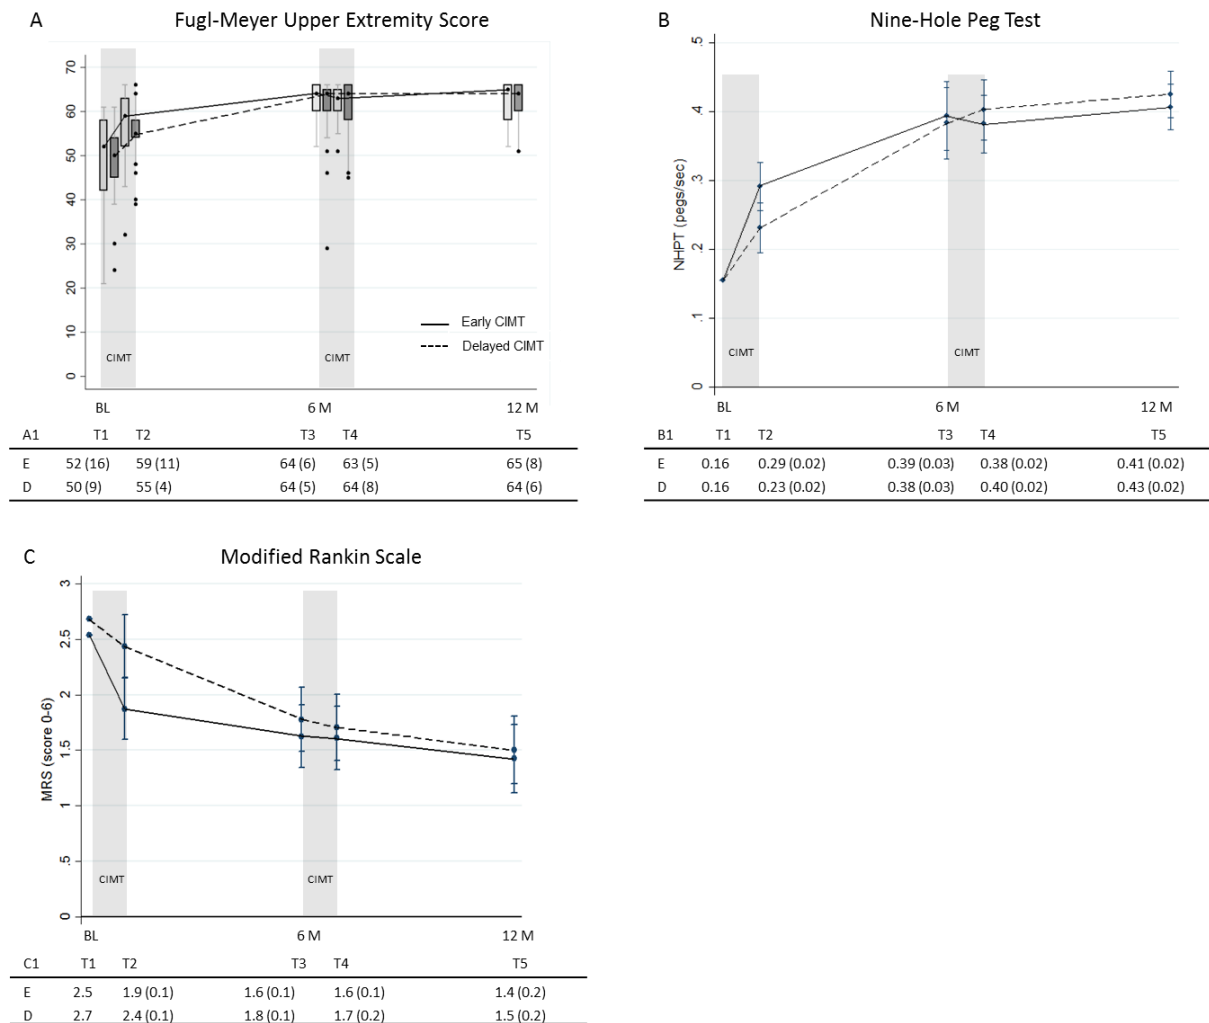 A Fugl-Meyer Upper Extremity Score
70
60
50
40
30
20
10
0
Early CIMT
Delayed CIMT
CIMT
CIMT
BL 6 M 12 M
A1 T1 T2 T3 T4 T5
E 52 (16) 59 (11) 64 (6) 63 (5) 65 (8)
D 50 (9) 55 (4) 64 (5) 64 (8) 64 (6)
B Nine-Hole Peg Test
NHPT (pegs/sec)
.5
.4
.3
.2
.1
0
CIMT
CIMT
BL 6 M 12 M
B1 T1 T2 T3 T4 T5
E 0.16 0.29 (0.02) 0.39 (0.03) 0.38 (0.02) 0.41 (0.02)
D 0.16 0.23 (0.02) 0.38 (0.03) 0.40 (0.02) 0.43 (0.02)
C Modified Rankin Scale
MRS (score 0-6)
3
2.5
2
1.5
1
.5
0
CIMT
CIMT
BL 6 M 12 M
C1 T1 T2 T3 T4 T5
E 2.5 1.9 (0.1) 1.6 (0.1) 1.6 (0.1) 1.4 (0.2)
D 2.7 2.4 (0.1) 1.8 (0.1) 1.7 (0.2) 1.5 (0.2)